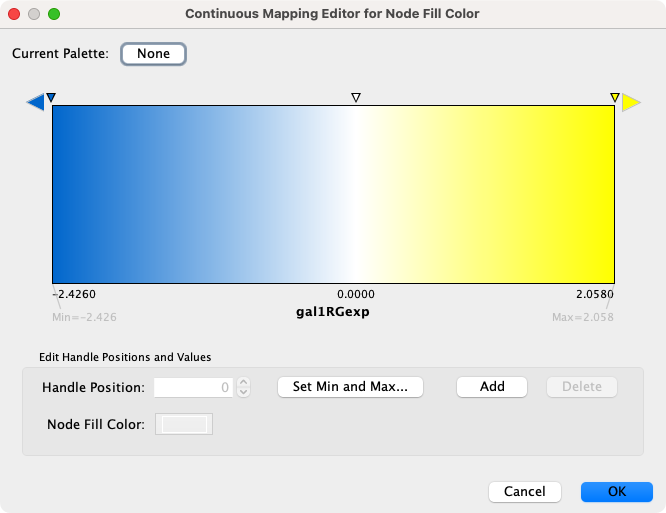 Continuous Mapping Editor for Node Fill Color
Current Palette: None
-2.4260 0.0000 2.0580
Min=-2.426 gal1RGexp Max=2.058
Edit Handle Positions and Values
Handle Position: 0 Set Min and Max... Add Delete
Node Fill Color:
Cancel OK